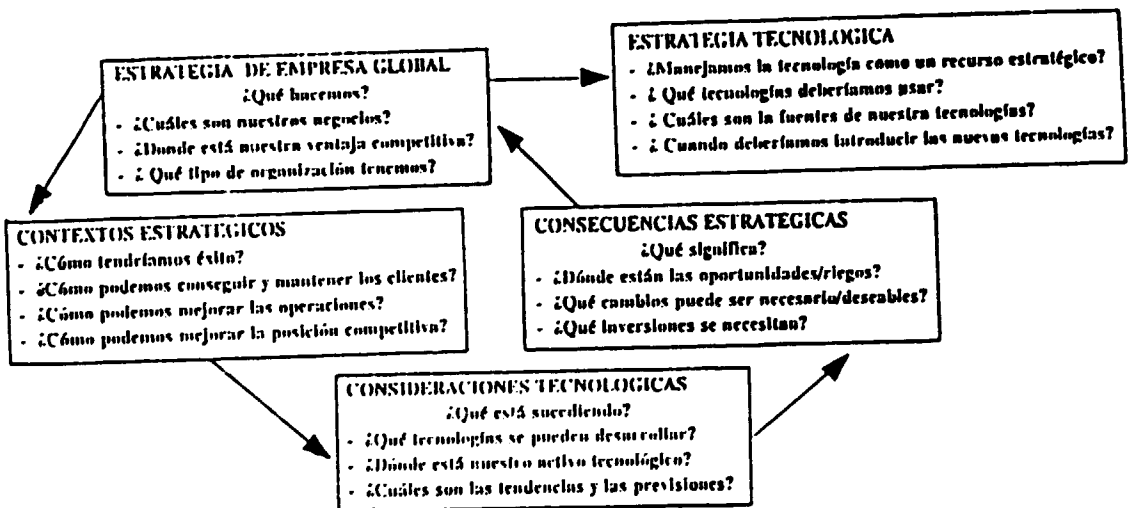 ESTRATEGIA DE EMPRESA GLOBAL
¿Qué hacemos?
- ¿Cuáles son nuestros negocios?
- ¿Donde está nuestra ventaja competitiva?
- ¿ Qué tipo de organización tenemos?
ESTRATEGIA TECNOLOGICA
- ¿Manejamos la tecnología como un recurso estratégico?
- ¿ Qué tecnologías deberíamos usar?
- ¿ Cuáles son la fuentes de nuestra tecnologías?
- ¿ Cuando deberíamos introducir las nuevas tecnologías?
CONTEXTOS ESTRATEGICOS
- ¿Cómo tendríamos éxito?
- ¿Cómo podemos conseguir y mantener los clientes?
- ¿Cómo podemos mejorar las operaciones?
- ¿Cómo podemos mejorar la posición competitiva?
CONSECUENCIAS ESTRATEGICAS
¿Qué significa?
- ¿Dónde están las oportunidades/riegos?
- ¿Qué cambios puede ser necesario/deseables?
- ¿Qué inversiones se necesitan?
CONSIDERACIONES TECNOLOGICAS
¿Qué está sucediendo?
- ¿Qué tecnologías se pueden desarrollar?
- ¿Dónde está nuestro activo tecnológico?
- ¿Cuáles son las tendencias y las previsiones?